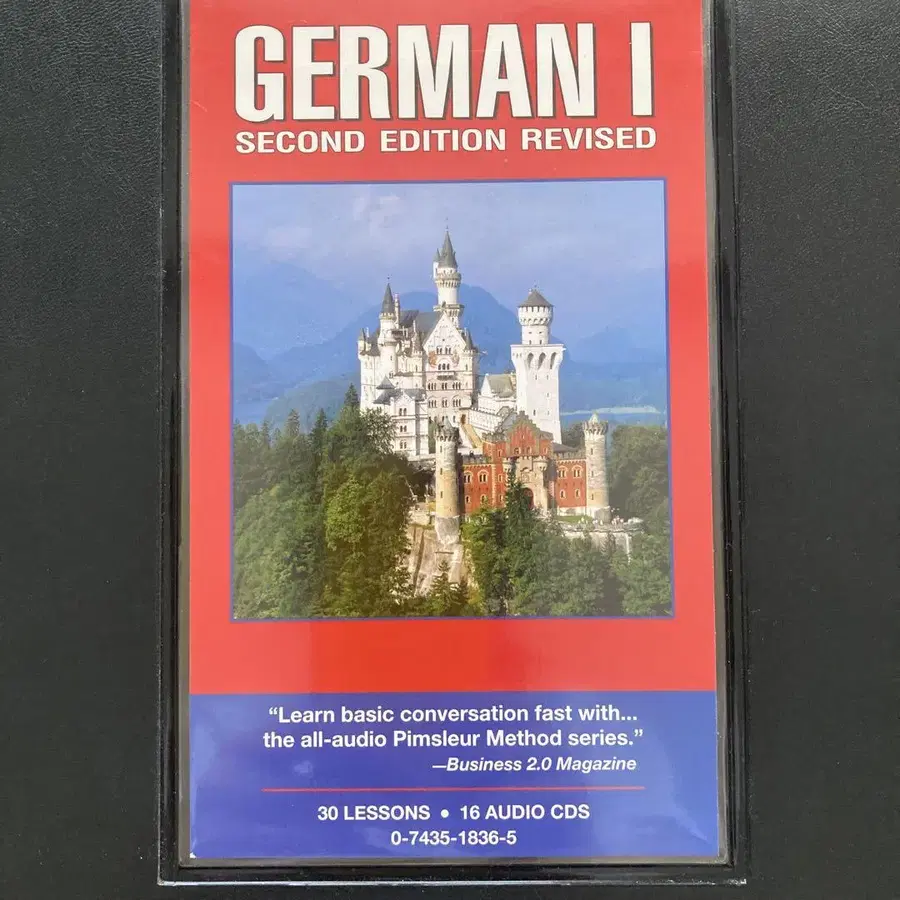 GERMAN I
SECOND EDITION REVISED
“Learn basic conversation fast with...
the all-audio Pimsleur Method series.”
—Business 2.0 Magazine
30 LESSONS • 16 AUDIO CDS
0-7435-1836-5